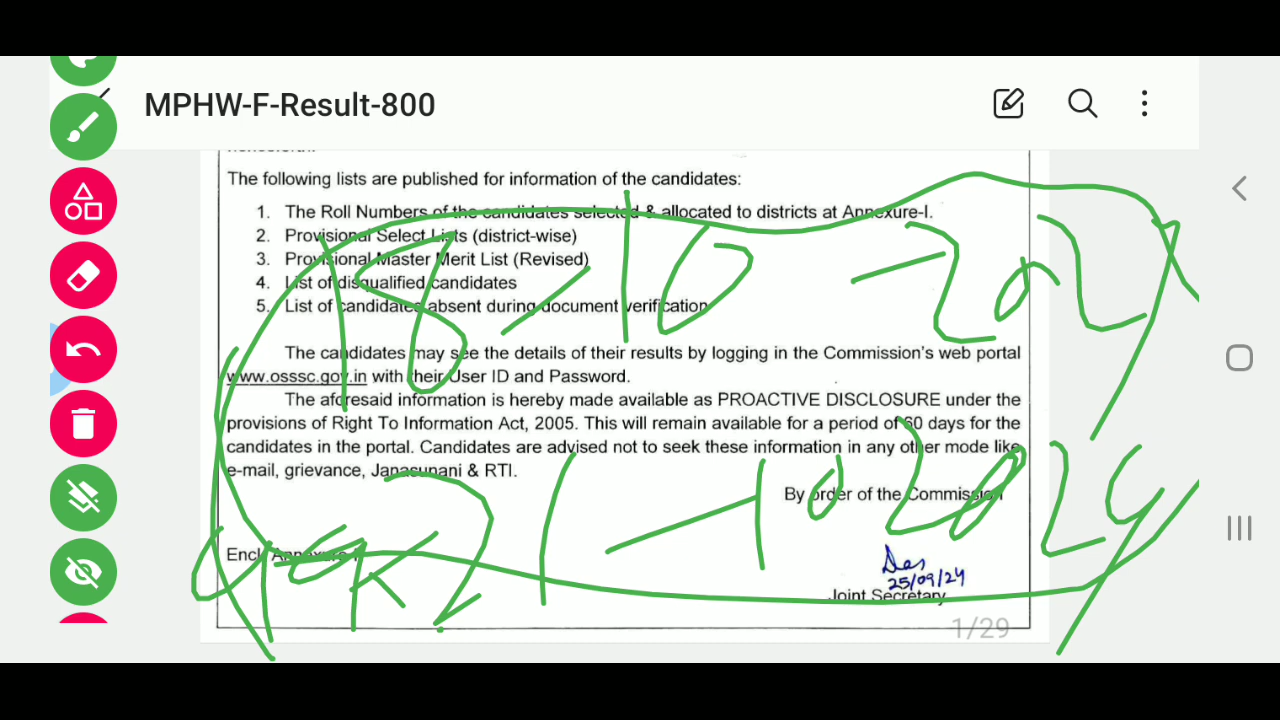 MPHW-F-Result-800
The following lists are published for information of the candidates:
1. The Roll Numbers of the candidates selected & allocated to districts at Annexure-I.
2. Provisional Select Lists (district-wise)
3. Provisional Master Merit List (Revised)
4. List of disqualified candidates
5. List of candidates absent during document verification
The candidates may see the details of their results by logging in the Commission's web portal
www.osssc.gov.in with their User ID and Password.
The aforesaid information is hereby made available as PROACTIVE DISCLOSURE under the
provisions of Right To Information Act, 2005. This will remain available for a period of 60 days for the
candidates in the portal. Candidates are advised not to seek these information in any other mode like
e-mail, grievance, Janasunani & RTI.
By order of the Commission
Encl: Annexure-I
25/09/24
Joint Secretary
1/29
18-10-202
21-102024